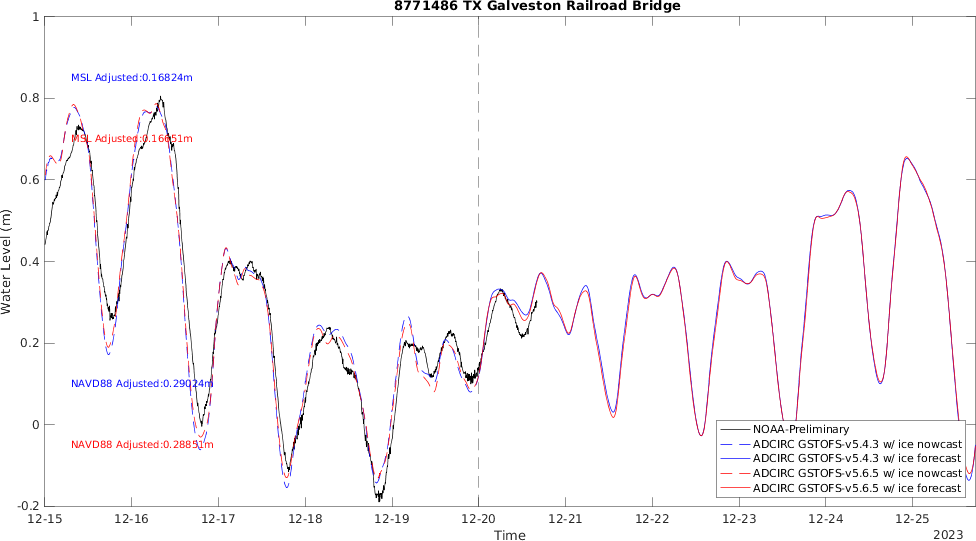 8771486 TX Galveston Railroad Bridge
1
0.8
0.6
0.4
0.2
0
-0.2
Water Level (m)
MSL Adjusted:0.16824m
MSL Adjusted:0.16651m
NAVD88 Adjusted:0.29024m
NAVD88 Adjusted:0.28851m
NOAA-Preliminary
ADCIRC GSTOFS-v5.4.3 w/ ice nowcast
ADCIRC GSTOFS-v5.4.3 w/ ice forecast
ADCIRC GSTOFS-v5.6.5 w/ ice nowcast
ADCIRC GSTOFS-v5.6.5 w/ ice forecast
12-15 12-16 12-17 12-18 12-19 12-20 12-21 12-22 12-23 12-24 12-25
Time
2023